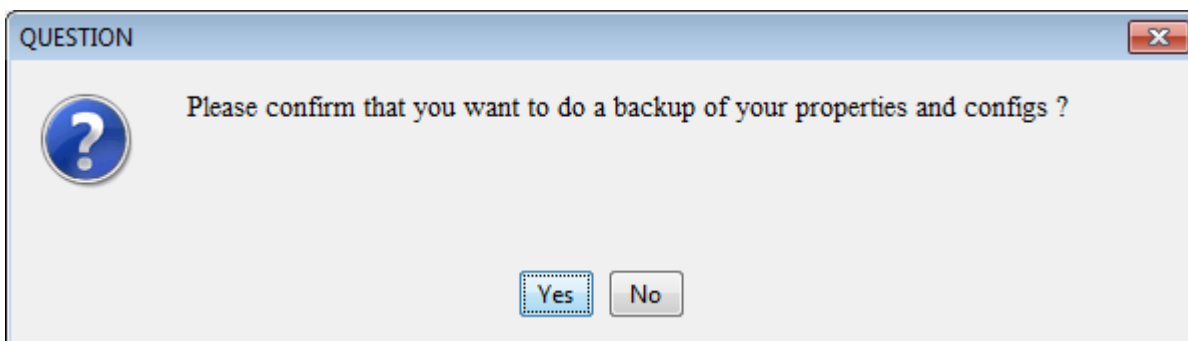 QUESTION
Please confirm that you want to do a backup of your properties and configs ?
Yes No